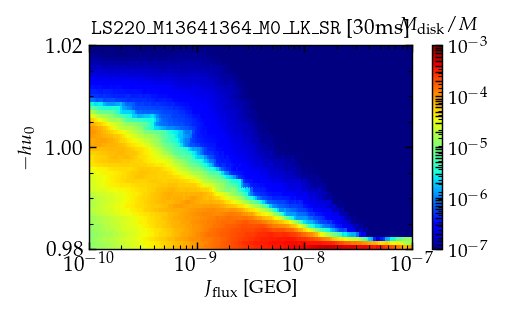 LS220_M13641364_M0_LK_SR [30ms] M_disk/M
1.02
1.00
0.98
−hu₀
10⁻¹⁰ 10⁻⁹ 10⁻⁸ 10⁻⁷
J_flux [GEO]
10⁻³
10⁻⁴
10⁻⁵
10⁻⁶
10⁻⁷